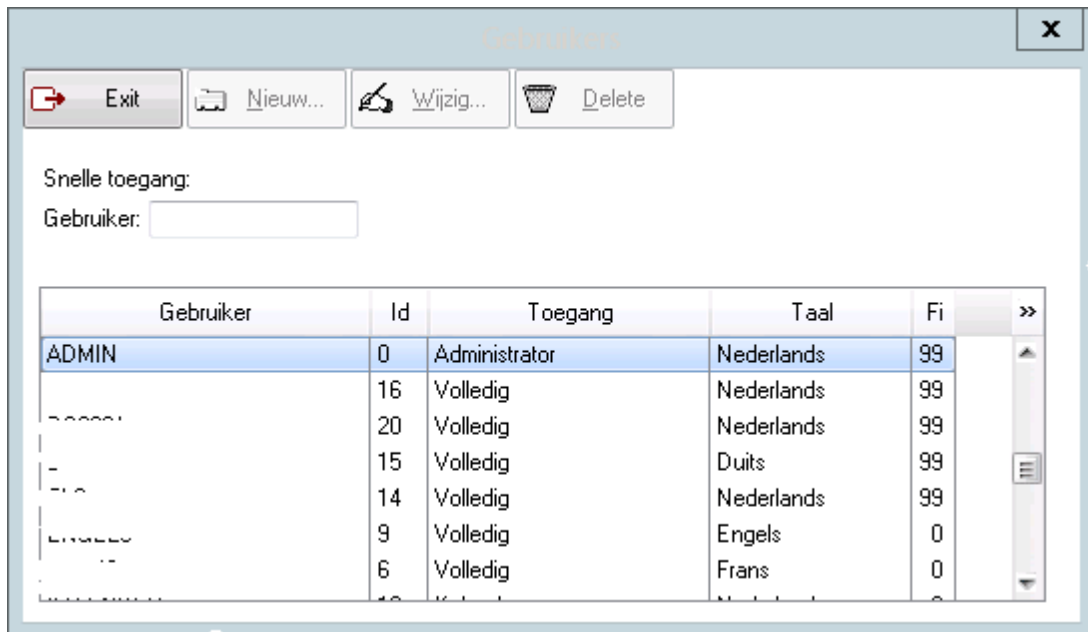 Gebruikers
Exit Nieuw... Wijzig... Delete
Snelle toegang:
Gebruiker:
Gebruiker Id Toegang Taal Fi »
ADMIN 0 Administrator Nederlands 99
16 Volledig Nederlands 99
20 Volledig Nederlands 99
15 Volledig Duits 99
14 Volledig Nederlands 99
9 Volledig Engels 0
6 Volledig Frans 0